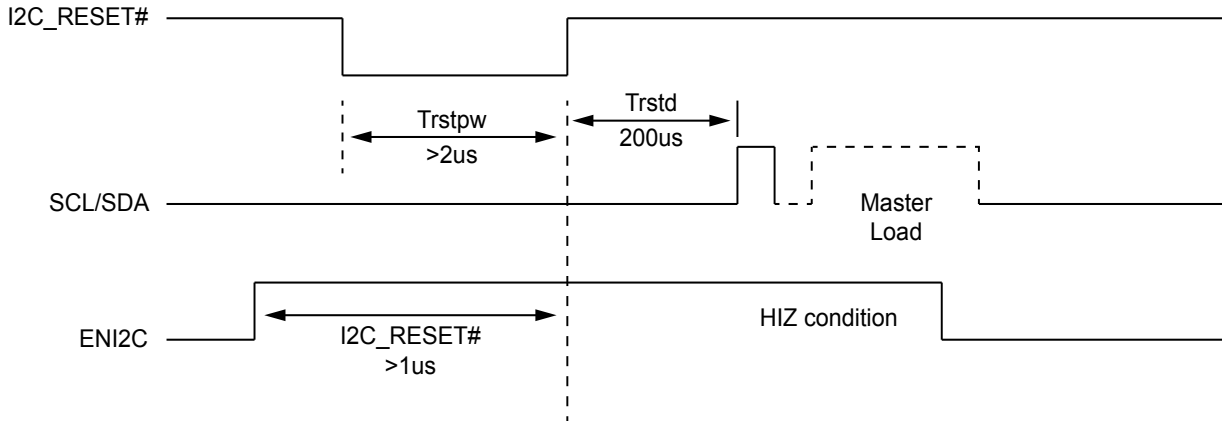 I2C_RESET#
Trstpw
>2us
Trstd
200us
SCL/SDA
Master
Load
ENI2C
I2C_RESET#
>1us
HIZ condition